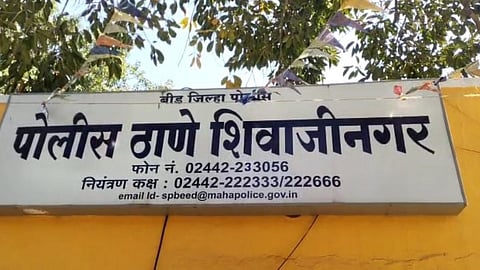 बीड जिल्हा पोलीस
पोलीस ठाणे शिवाजीनगर
फोन नं. 02442-233056
नियंत्रण कक्ष : 02442-222333/222666
email Id- spbeed@mahapolice.gov.in